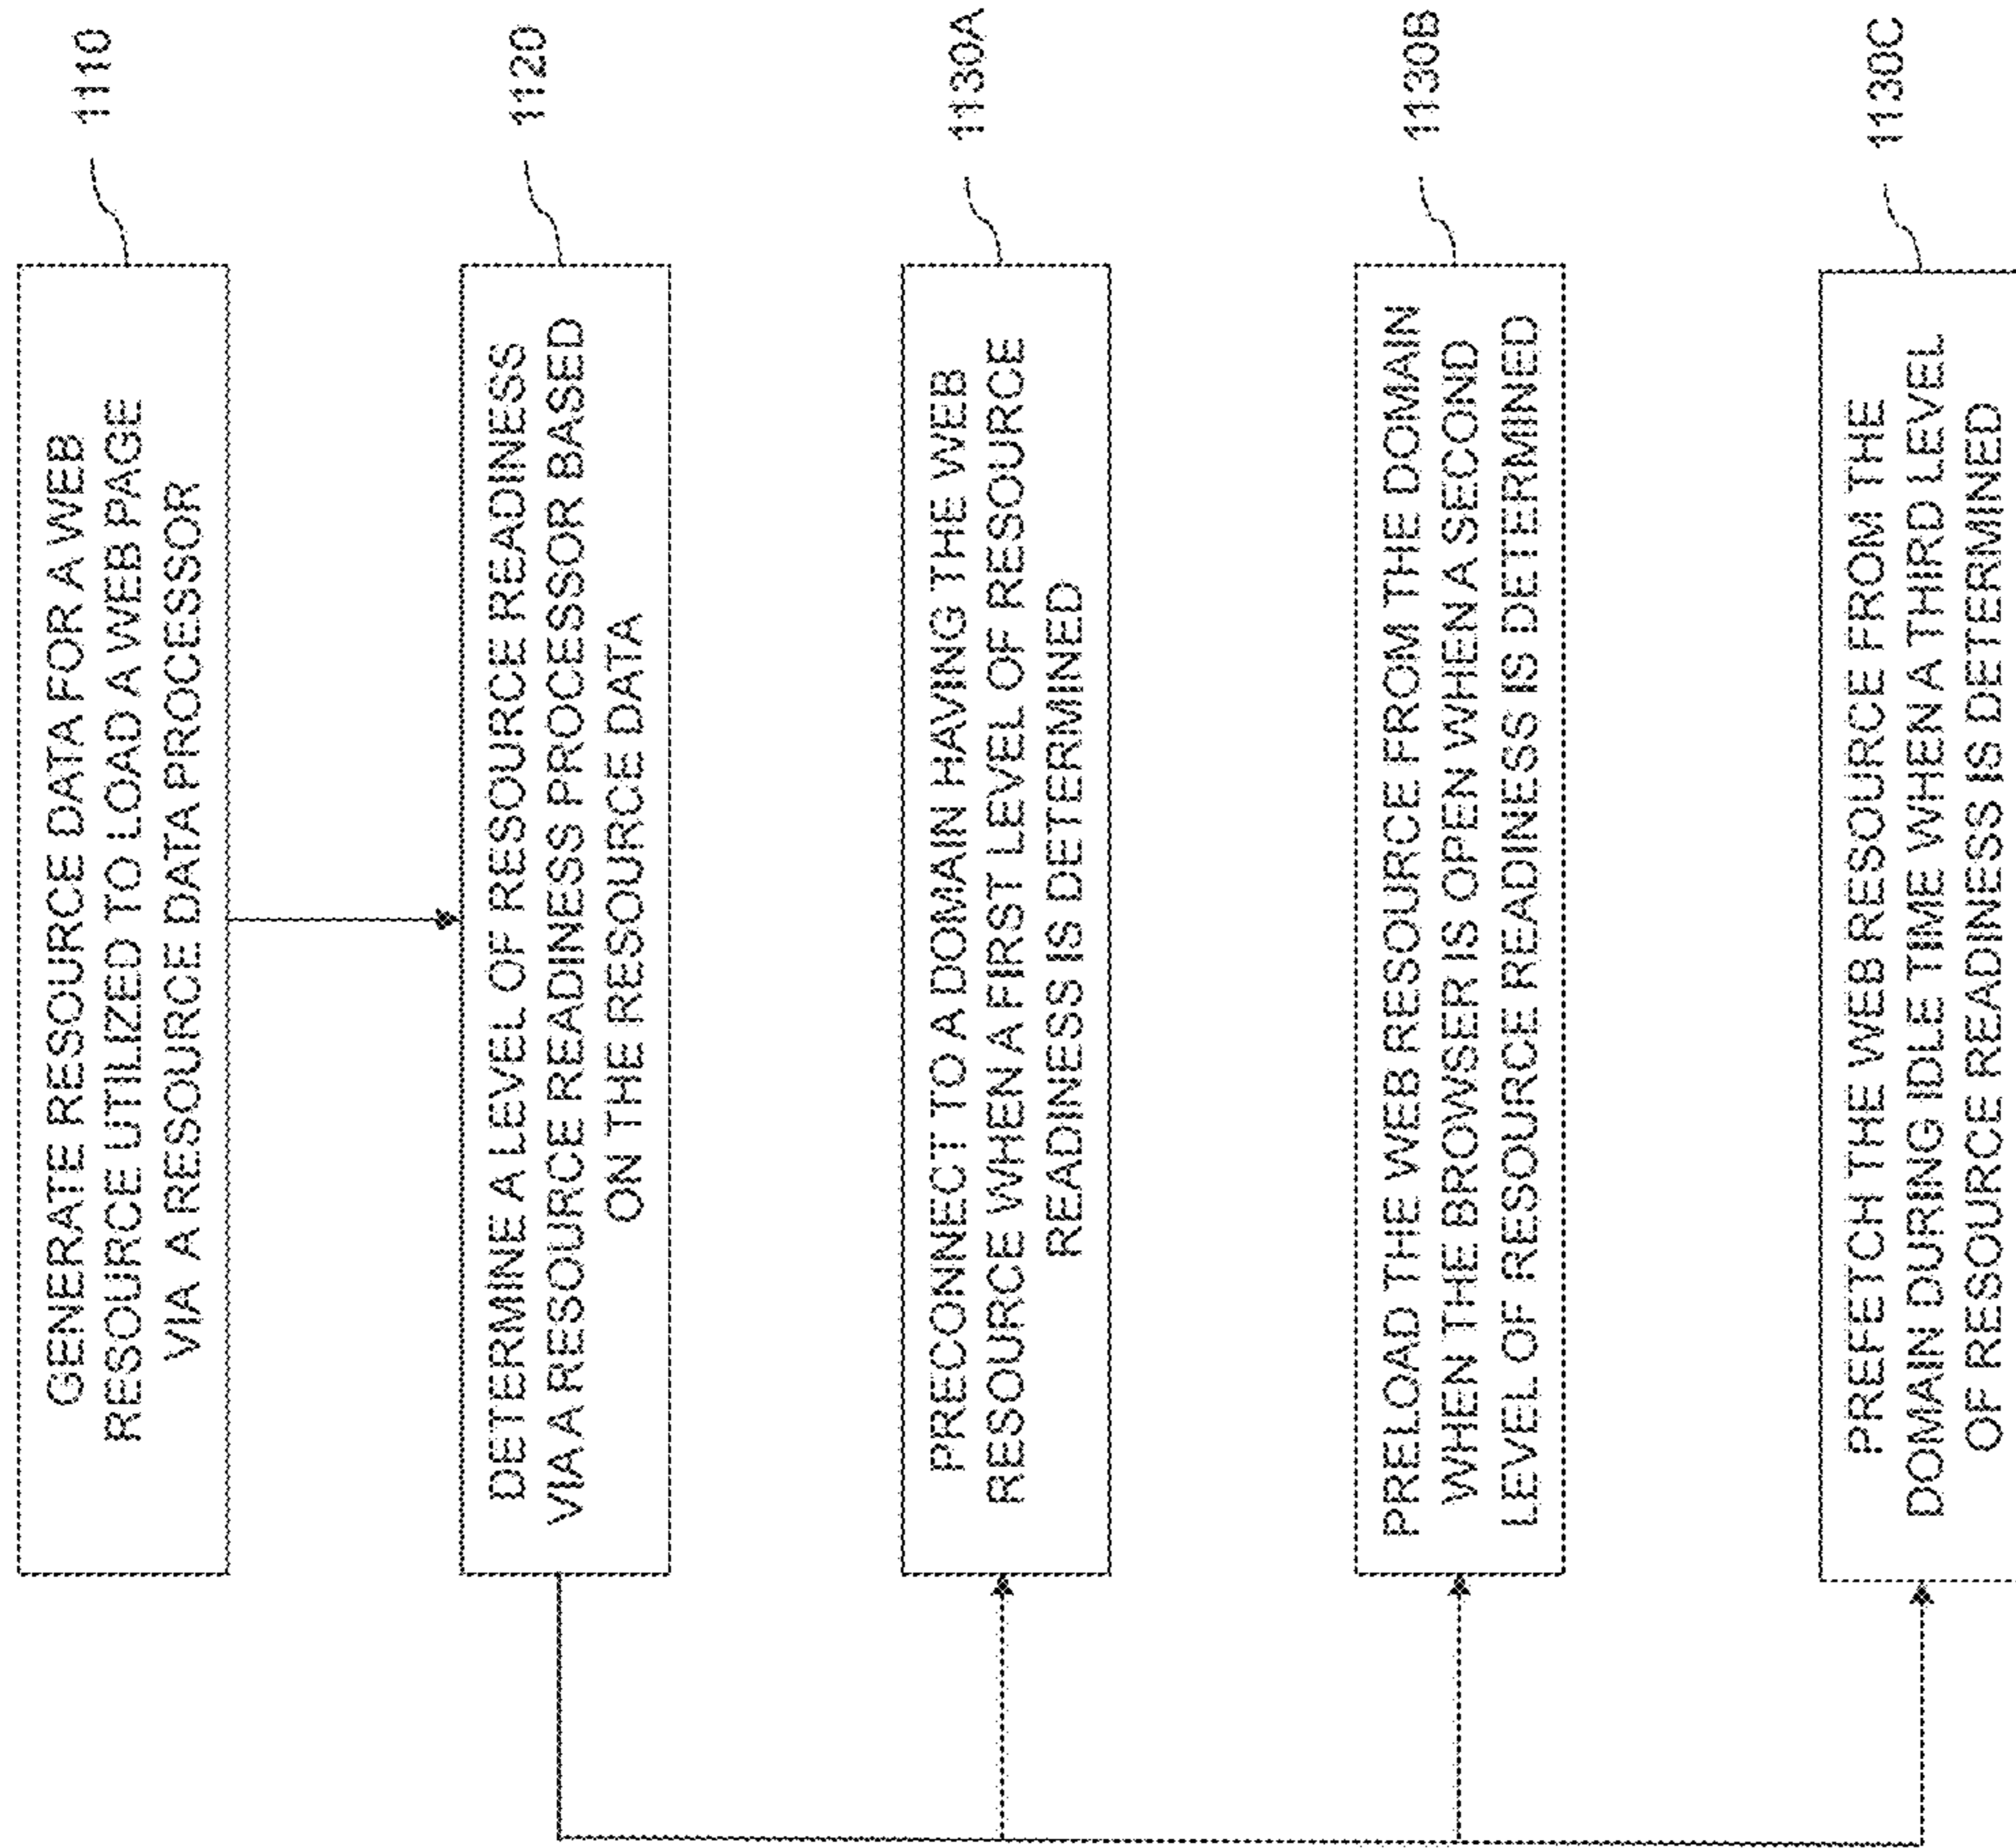 GENERATE RESOURCE DATA FOR A WEB
RESOURCE UTILIZED TO LOAD A WEB PAGE
VIA A RESOURCE DATA PROCESSOR
1110
DETERMINE A LEVEL OF RESOURCE READINESS
VIA A RESOURCE READINESS PROCESSOR BASED
ON THE RESOURCE DATA
1120
PRECONNECT TO A DOMAIN HAVING THE WEB
RESOURCE WHEN A FIRST LEVEL OF RESOURCE
READINESS IS DETERMINED
1130A
PRELOAD THE WEB RESOURCE FROM THE DOMAIN
WHEN THE BROWSER IS OPEN WHEN A SECOND
LEVEL OF RESOURCE READINESS IS DETERMINED
1130B
PREFETCH THE WEB RESOURCE FROM THE
DOMAIN DURING IDLE TIME WHEN A THIRD LEVEL
OF RESOURCE READINESS IS DETERMINED
1130C